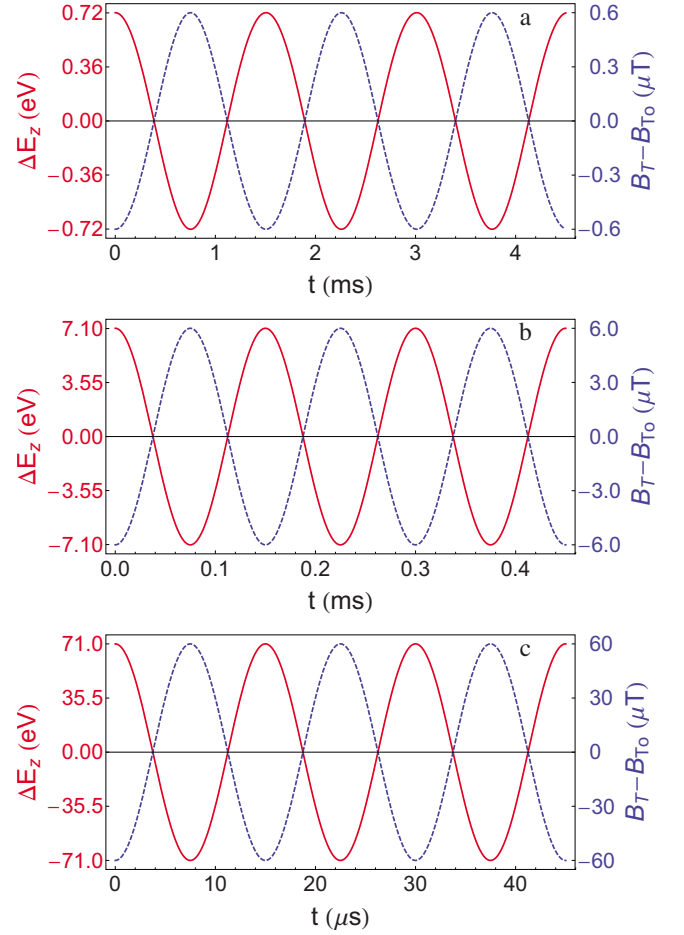 a
0.72
0.36
0.00
−0.36
−0.72
ΔE_z (eV)
0.6
0.3
0.0
−0.3
−0.6
B_T−B_To (μT)
0 1 2 3 4
t (ms)
b
7.10
3.55
0.00
−3.55
−7.10
ΔE_z (eV)
6.0
3.0
0.0
−3.0
−6.0
B_T−B_To (μT)
0.0 0.1 0.2 0.3 0.4
t (ms)
c
71.0
35.5
0.00
−35.5
−71.0
ΔE_z (eV)
60
30
0
−30
−60
B_T−B_To (μT)
0 10 20 30 40
t (μs)